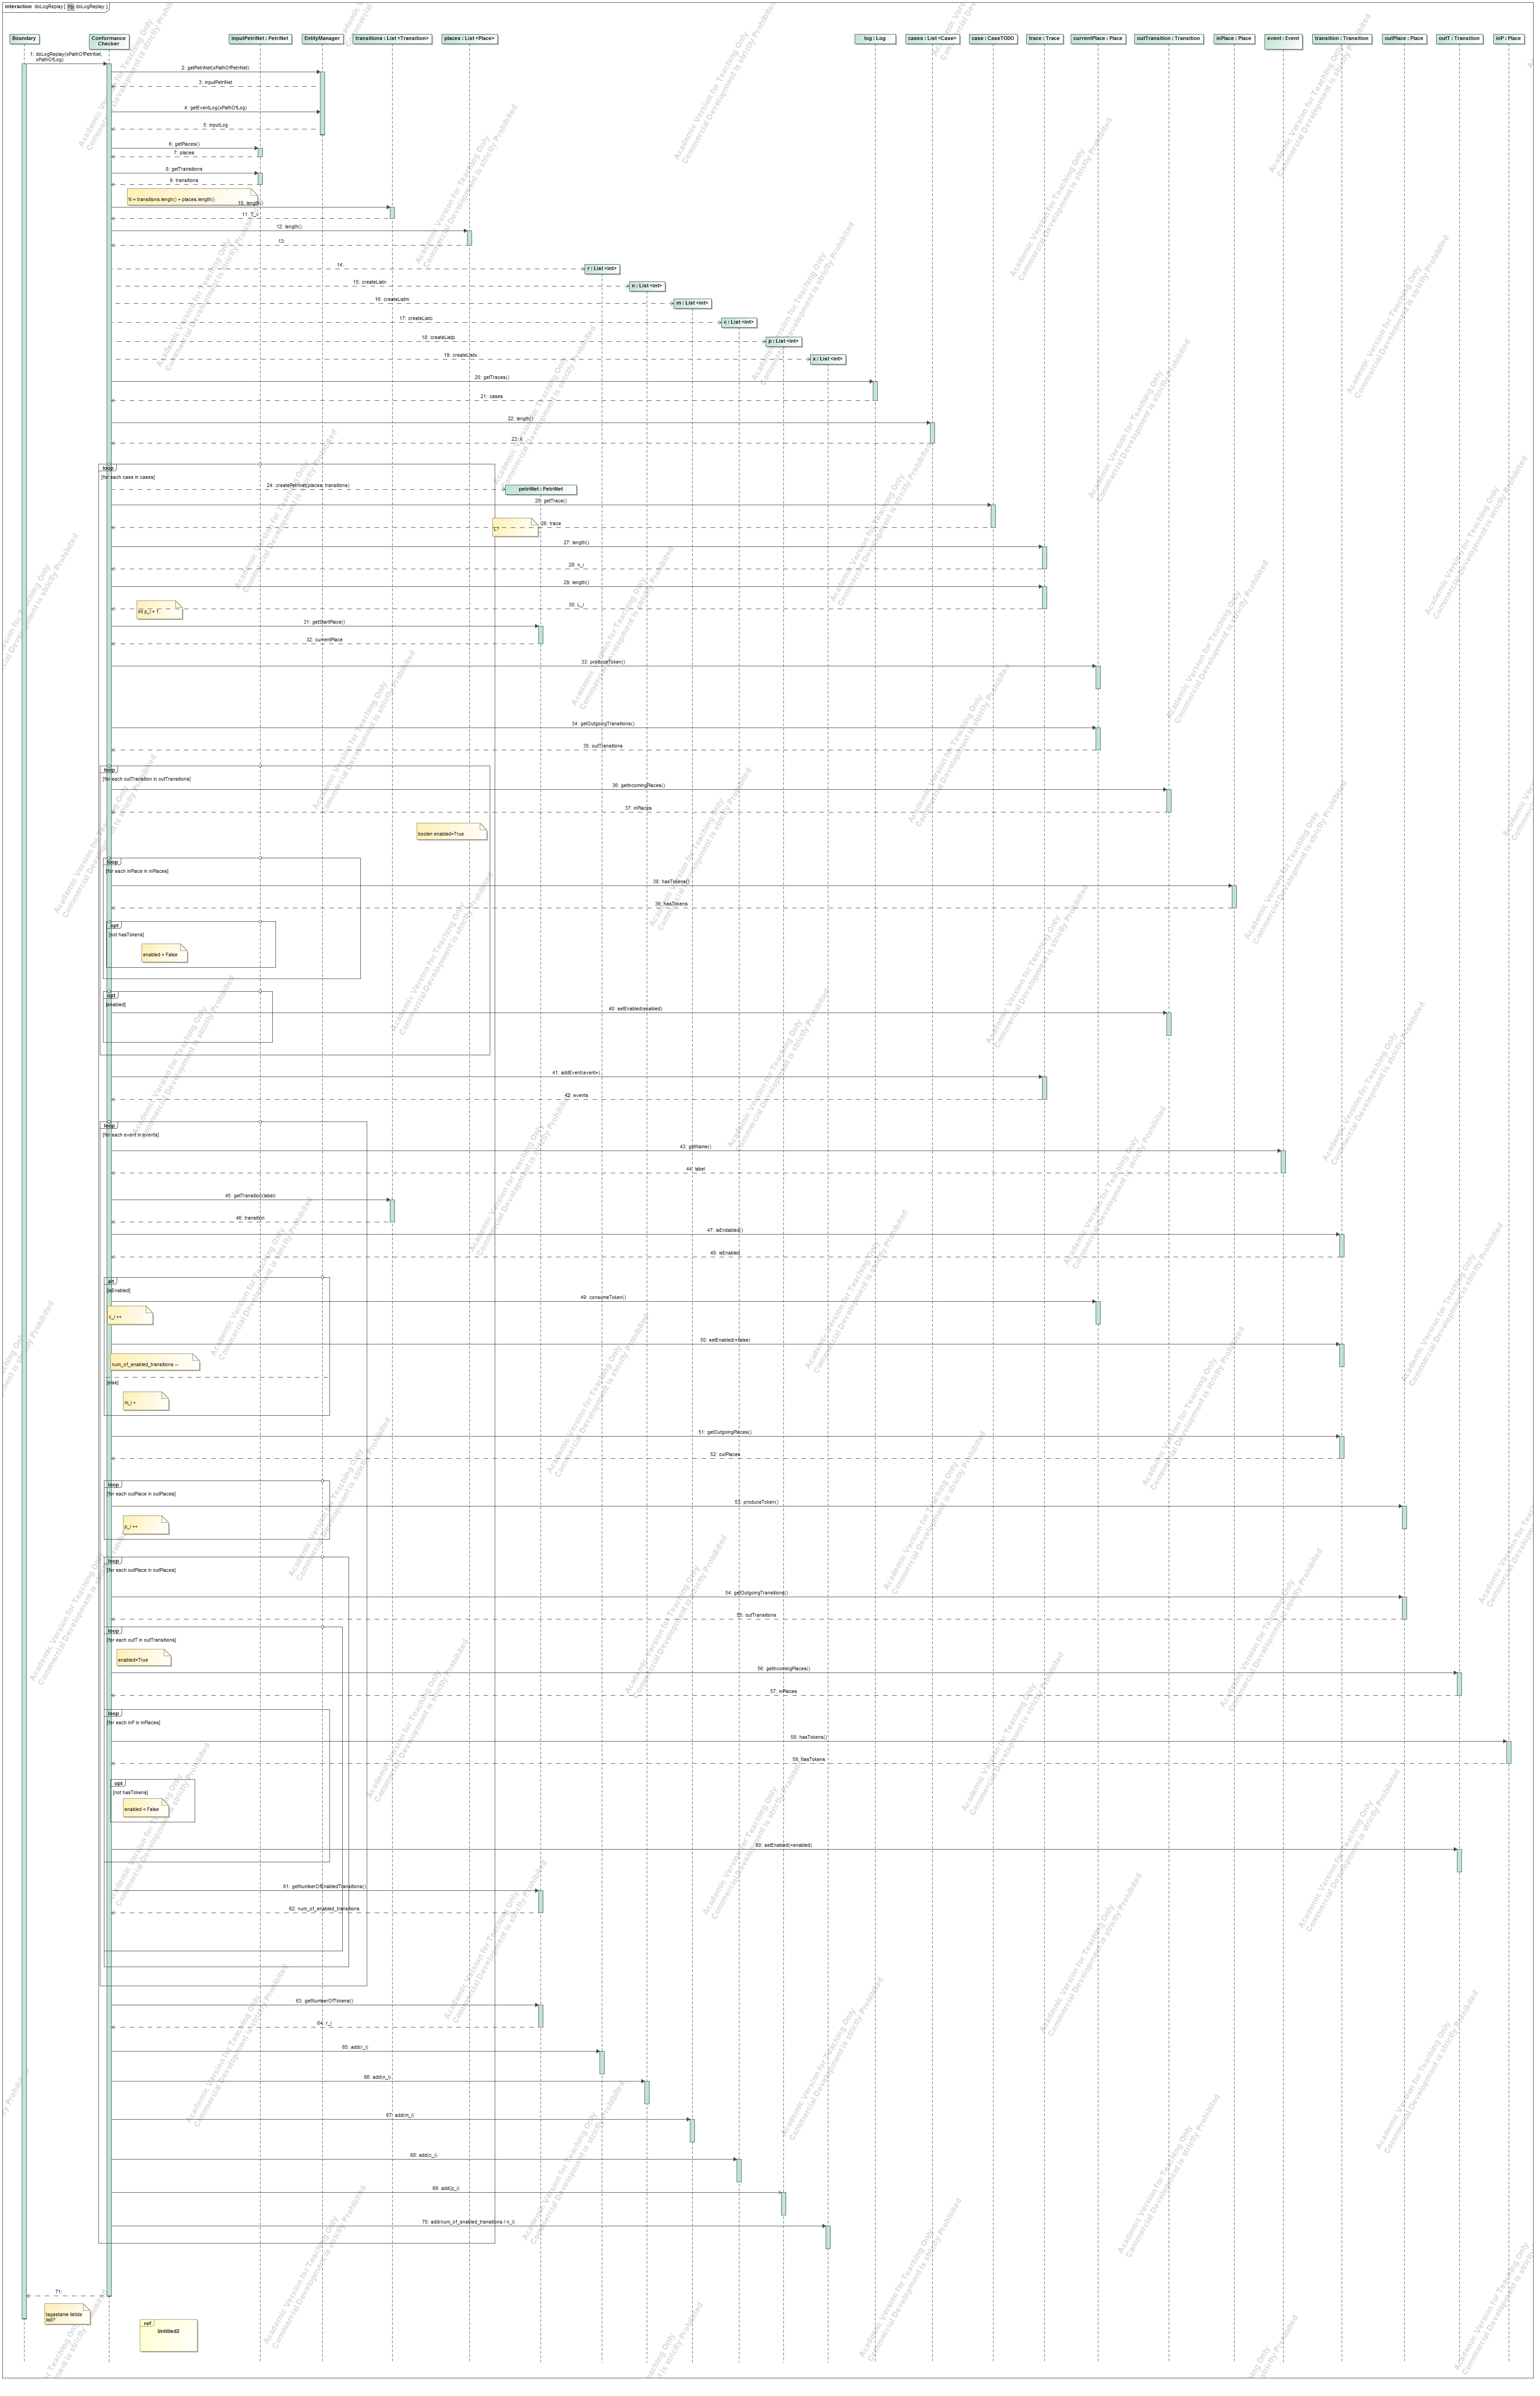 interaction doLogReplay [ doLogReplay ]
Boundary
Conformance
Checker
inputPetriNet : PetriNet
EntityManager
transitions : List <Transition>
places : List <Place>
log : Log
cases : List <Case>
case : CaseTODO
trace : Trace
currentPlace : Place
outTransition : Transition
inPlace : Place
event : Event
transition : Transition
outPlace : Place
outT : Transition
inP : Place
1: doLogReplay(xPathOfPetriNet,
xPathOfLog)
2: getPetriNet(xPathOfPetriNet)
3: inputPetriNet
4: getEventLog(xPathOfLog)
5: inputLog
6: getPlaces()
7: places
8: getTransitions
9: transitions
N = transitions.lengh() + places.length()
10: length()
11: T_v
12: length()
13:
14:
r : List <int>
15: createListn
n : List <int>
16: createListm
m : List <int>
17: createListc
c : List <int>
18: createListp
p : List <int>
19: createListx
x : List <int>
20: getTraces()
21: cases
22: length()
23: k
loop
[for each case in cases]
24: createPetrinet(places, transitions)
petriNet : PetriNet
25: getTrace()
26: trace
L?
27: length()
28: n_i
29: length()
30: L_i
int p_i = 1
31: getStartPlace()
32: currentPlace
33: produceToken()
34: getOutgoingTransitions()
35: outTransitions
loop
[for each outTransition in outTransitions]
36: getIncomingPlaces()
37: inPlaces
boolen enabled=True
loop
[for each inPlace in inPlaces]
38: hasTokens()
39: hasTokens
opt
[not hasTokens]
enabled = False
opt
[enabled]
40: setEnabled(enabled)
41: addEvent(event=)
42: events
loop
[for each event in events]
43: getName()
44: label
45: getTransition(label)
46: transition
47: isEndabled()
48: isEnabled
alt
[isEnabled]
49: consumeToken()
c_i ++
50: setEnabled(=false)
num_of_enabled_transitions --
[else]
m_i +
51: getOutgoingPlaces()
52: outPlaces
loop
[for each outPlace in outPlaces]
53: produceToken()
p_i ++
loop
[for each outPlace in outPlaces]
54: getOutgoingTransitions()
55: outTransitions
loop
[for each outT in outTransitions]
enabled=True
56: getIncomingPlaces()
57: inPlaces
loop
[for each inP in inPlaces]
58: hasTokens()
59: hasTokens
opt
[not hasTokens]
enabled = False
60: setEnabled(=enabled)
61: getNumberOfEnabledTransitions()
62: num_of_enabled_transitions
63: getNumberOfTokens()
64: r_i
65: add(r_i)
66: add(n_i)
67: add(m_i)
68: add(c_i)
69: add(p_i)
70: add(num_of_enabled_transitions / n_i)
71:
tagastame listide
listi?
ref
Untitled2
Academic Version for Teaching Only
Commercial Development is strictly Prohibited